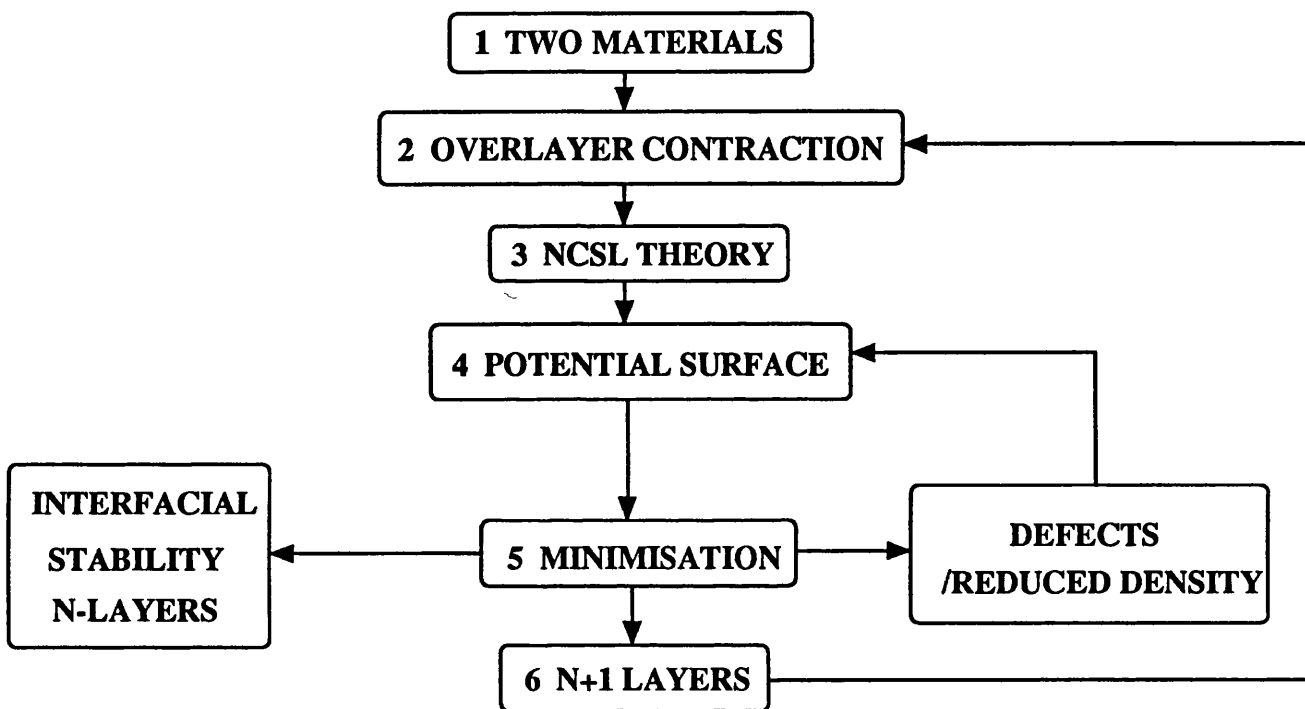 1 TWO MATERIALS
2 OVERLAYER CONTRACTION
3 NCSL THEORY
4 POTENTIAL SURFACE
INTERFACIAL
STABILITY
N-LAYERS
5 MINIMISATION
DEFECTS
/REDUCED DENSITY
6 N+1 LAYERS